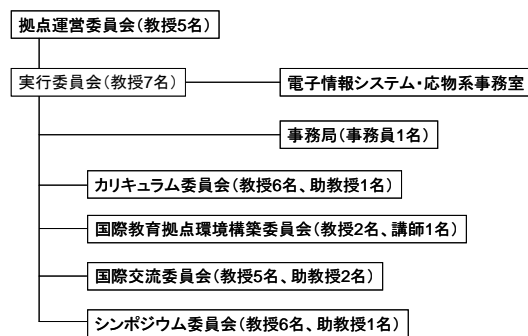 拠点運営委員会(教授5名)
実行委員会(教授7名)
電子情報システム・応物系事務室
事務局(事務員1名)
カリキュラム委員会(教授6名、助教授1名)
国際教育拠点環境構築委員会(教授2名、講師1名)
国際交流委員会(教授5名、助教授2名)
シンポジウム委員会(教授6名、助教授1名)